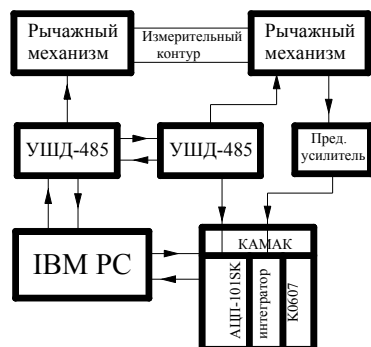 Рычажный
механизм
Измерительный
контур
Рычажный
механизм
УШД-485
УШД-485
Пред.
усилитель
IBM PC
КАМАК
АЦП-101SK
интегратор
К0607